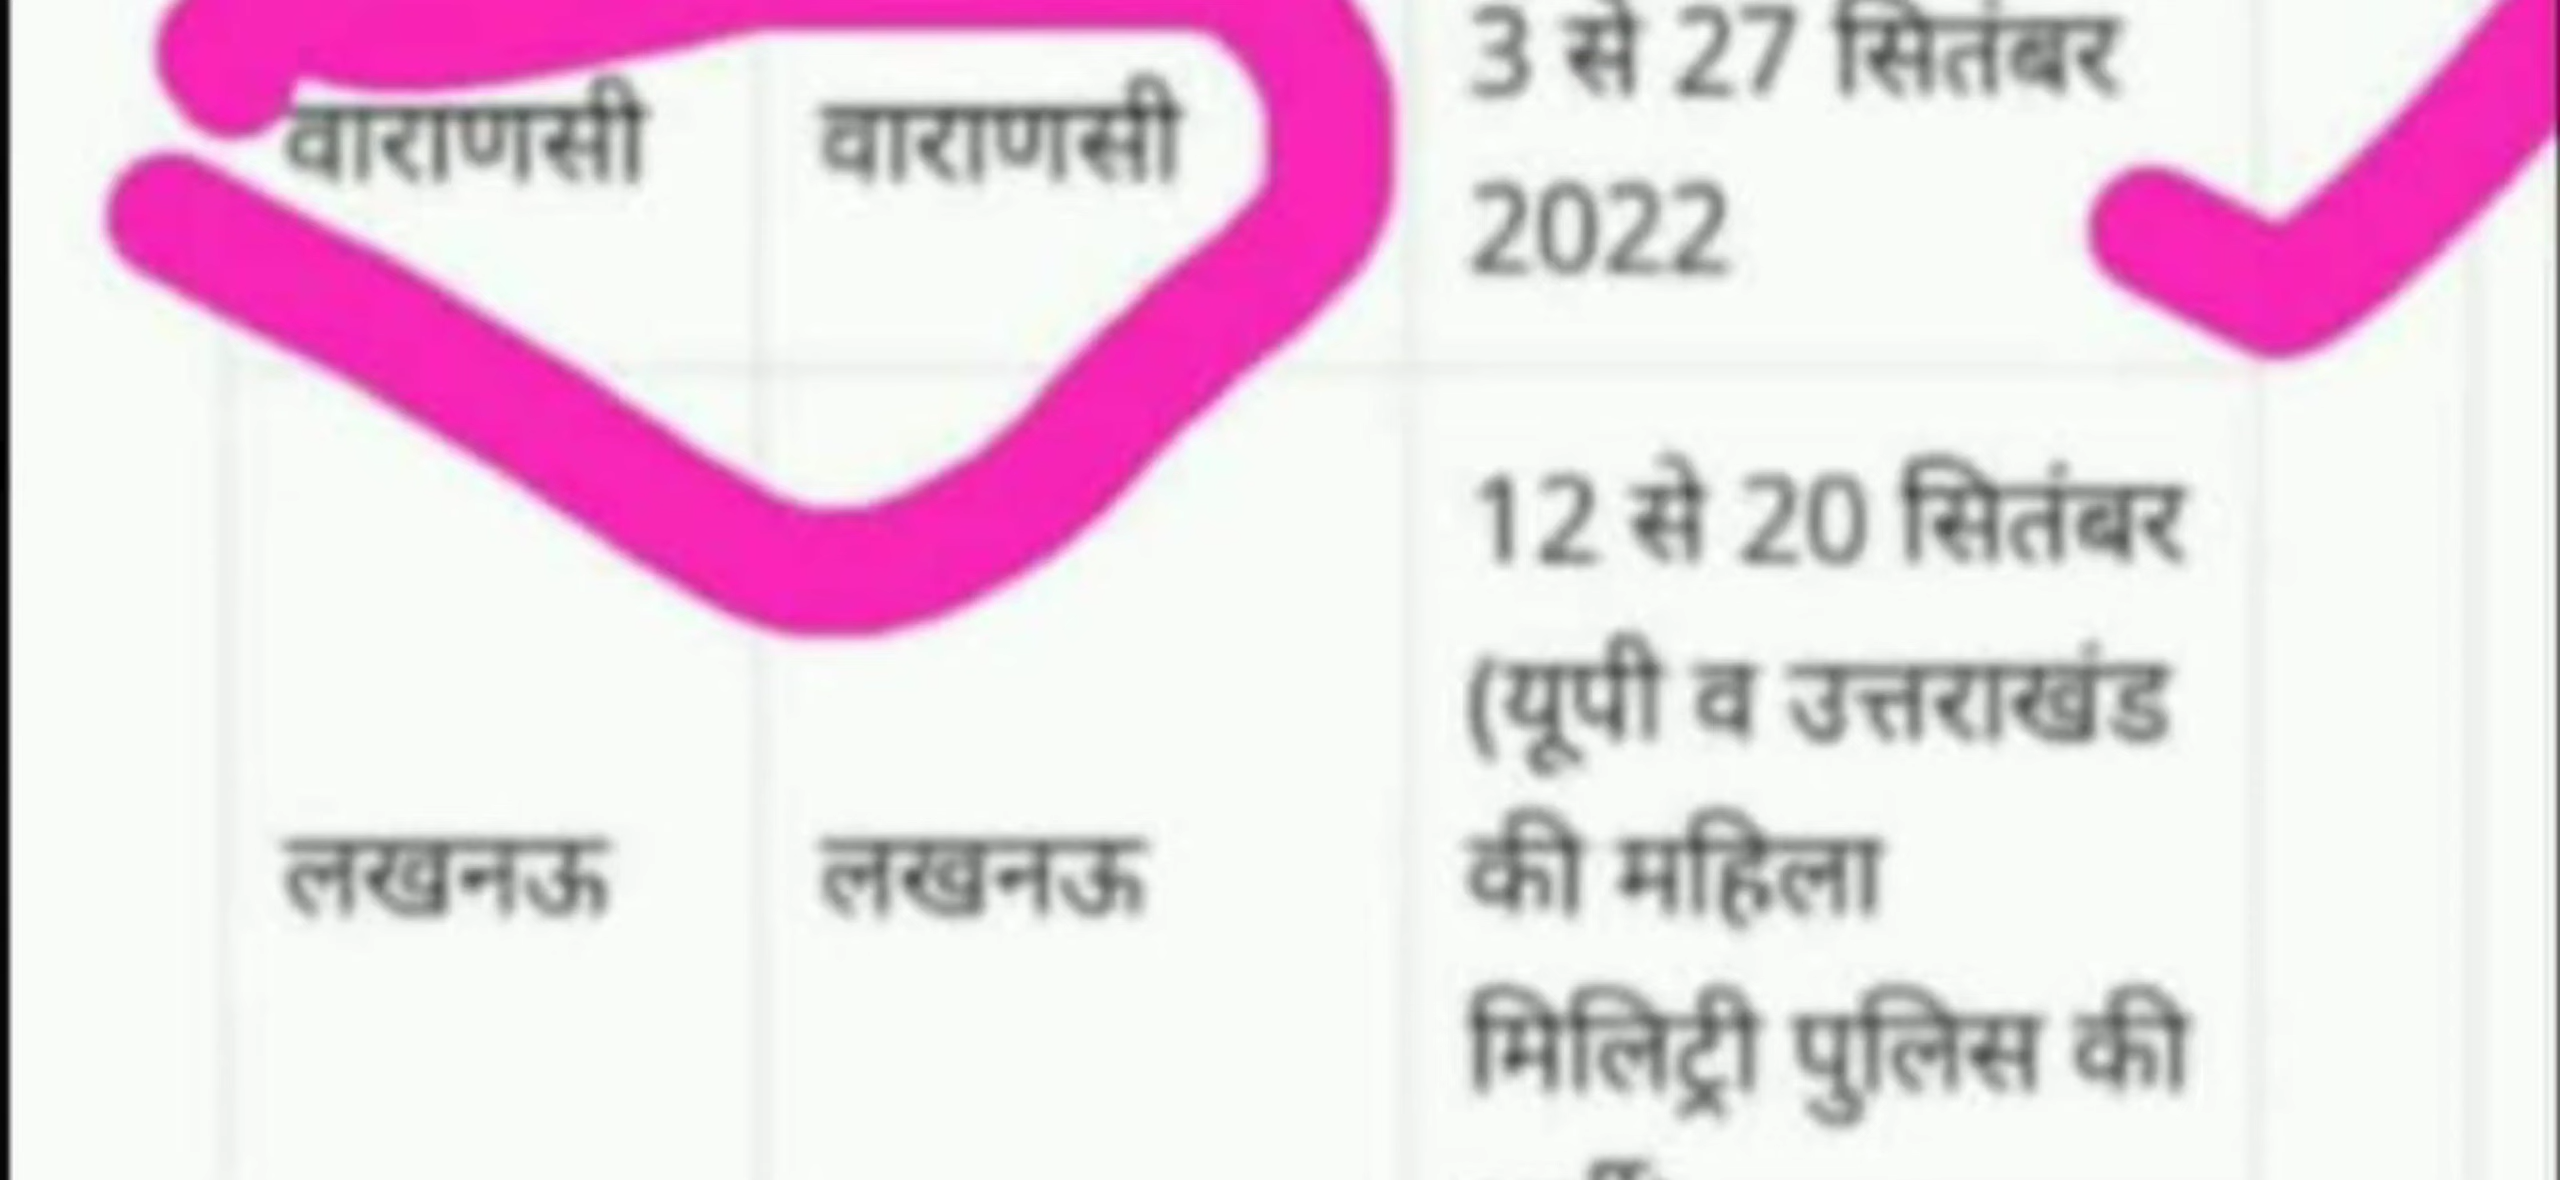 3 से 27 सितंबर
वाराणसी वाराणसी
2022
12 से 20 सितंबर
(यूपी व उत्तराखंड
लखनऊ लखनऊ की महिला
मिलिट्री पुलिस की